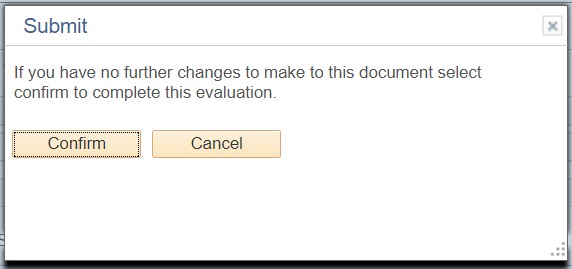 Submit
If you have no further changes to make to this document select
confirm to complete this evaluation.
Confirm Cancel